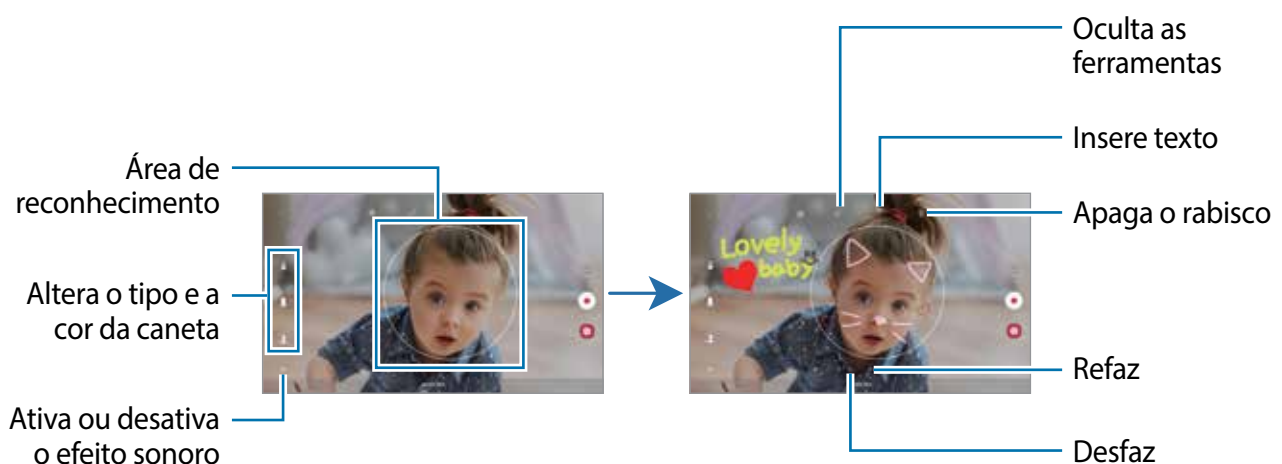 Área de
reconhecimento
Altera o tipo e a
cor da caneta
Ativa ou desativa
o efeito sonoro
Lovely
baby
Oculta as
ferramentas
Insere texto
Apaga o rabisco
Refaz
Desfaz